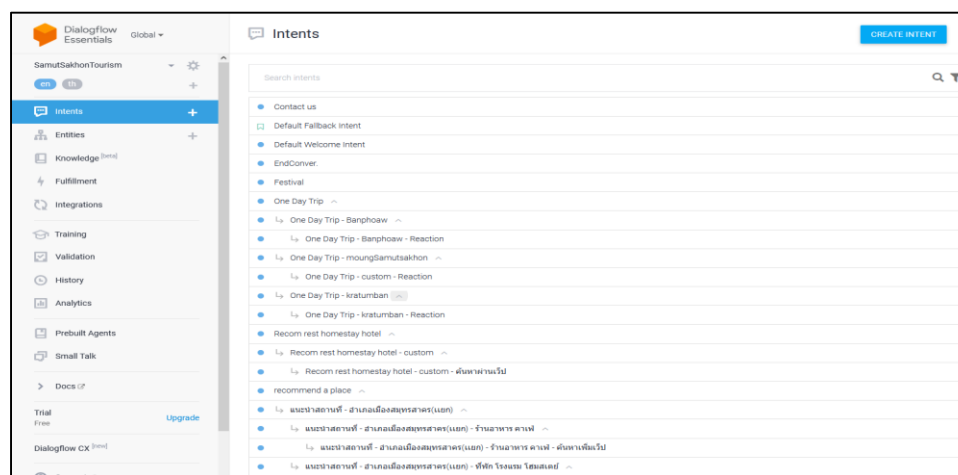 Dialogflow
Essentials
Global
Intents
CREATE INTENT
SamutSakhonTourism
en th
Search intents
Intents
Entities
Knowledge [beta]
Fulfillment
Integrations
Training
Validation
History
Analytics
Prebuilt Agents
Small Talk
Docs
Trial
Free
Upgrade
Dialogflow CX [new]
Contact us
Default Fallback Intent
Default Welcome Intent
EndConver.
Festival
One Day Trip
One Day Trip - Banphoaw
One Day Trip - Banphoaw - Reaction
One Day Trip - moungSamutsakhon
One Day Trip - custom - Reaction
One Day Trip - kratumban
One Day Trip - kratumban - Reaction
Recom rest homestay hotel
Recom rest homestay hotel - custom
Recom rest homestay hotel - custom - ค้นหาผ่านเว็ป
recommend a place
แนะนำสถานที่ - อำเภอเมืองสมุทรสาคร(แยก)
แนะนำสถานที่ - อำเภอเมืองสมุทรสาคร(แยก) - ร้านอาหาร คาเฟ่
แนะนำสถานที่ - อำเภอเมืองสมุทรสาคร(แยก) - ร้านอาหาร คาเฟ่ - ค้นหาเพิ่มเว็ป
แนะนำสถานที่ - อำเภอเมืองสมุทรสาคร(แยก) - ที่พัก โรงแรม โฮมสเตย์